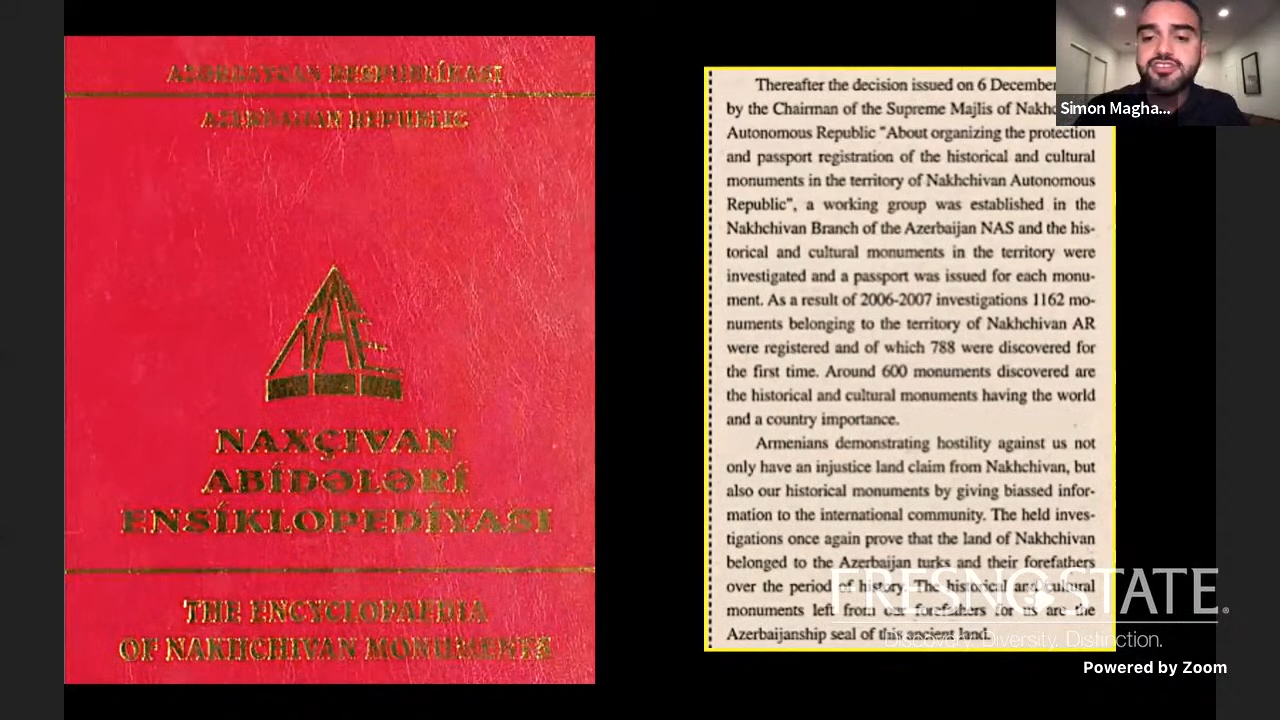 AZƏRBAYCAN RESPUBLİKASI
AZERBAIJAN REPUBLIC
NAE
NAXÇIVAN
ABİDƏLƏRİ
ENSİKLOPEDİYASI
THE ENCYCLOPAEDIA
OF NAKHCHIVAN MONUMENTS
Thereafter the decision issued on 6 December
by the Chairman of the Supreme Majlis of
Autonomous Republic "About organizing the protection
and passport registration of the historical and cultural
monuments in the territory of Nakhchivan Autonomous
Republic", a working group was established in the
Nakhchivan Branch of the Azerbaijan NAS and the his-
torical and cultural monuments in the territory were
investigated and a passport was issued for each monu-
ment. As a result of 2006-2007 investigations 1162 mo-
numents belonging to the territory of Nakhchivan AR
were registered and of which 788 were discovered for
the first time. Around 600 monuments discovered are
the historical and cultural monuments having the world
and a country importance.
Armenians demonstrating hostility against us not
only have an injustice land claim from Nakhchivan, but
also our historical monuments by giving biassed infor-
mation to the international community. The held inves-
tigations once again prove that the land of Nakhchivan
belonged to the Azerbaijan turks and their forefathers
over the period of history. The historical and cultural
monuments left from our forefathers for us are the
Azerbaijanship seal of this ancient land.
Simon Magha...
FRESNO STATE.
Discovery. Diversity. Distinction.
Powered by Zoom